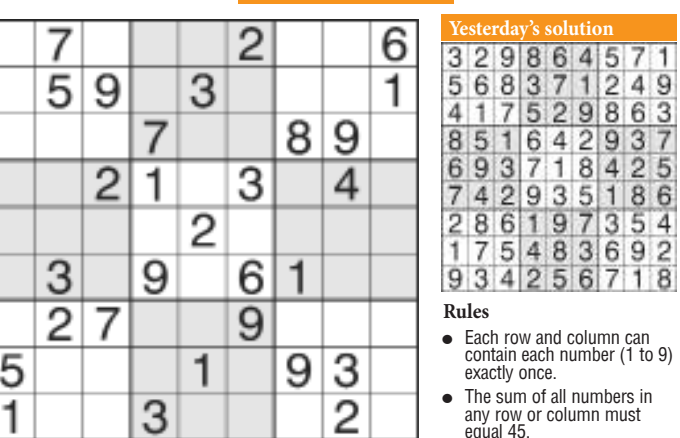 7 2 6
5 9 3 1
7 8 9
2 1 3 4
2
3 9 6 1
2 7 9
5 1 9 3
1 3 2
Yesterday's solution
3 2 9 8 6 4 5 7 1
5 6 8 3 7 1 2 4 9
4 1 7 5 2 9 8 6 3
8 5 1 6 4 2 9 3 7
6 9 3 7 1 8 4 2 5
7 4 2 9 3 5 1 8 6
2 8 6 1 9 7 3 5 4
1 7 5 4 8 3 6 9 2
9 3 4 2 5 6 7 1 8
Rules
● Each row and column can
contain each number (1 to 9)
exactly once.
● The sum of all numbers in
any row or column must
equal 45.